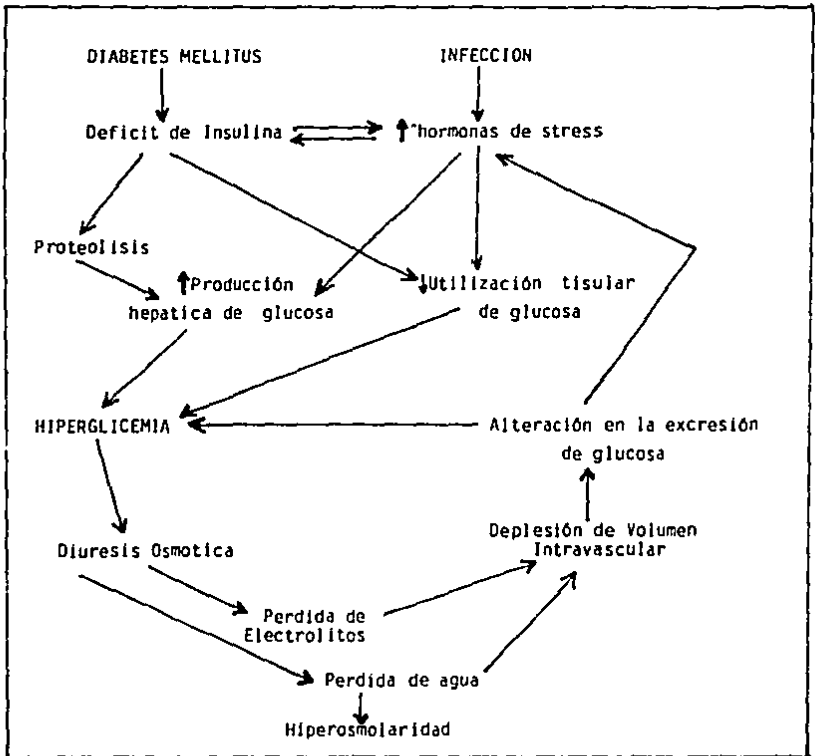 DIABETES MELLITUS
INFECCION
Deficit de Insulina
↑hormonas de stress
Proteolisis
↑Producción
hepatica de glucosa
↓Utilización tisular
de glucosa
HIPERGLICEMIA
Alteración en la excresión
de glucosa
Diuresis Osmotica
Deplesión de Volumen
Intravascular
Perdida de
Electrolitos
Perdida de agua
Hiperosmolaridad